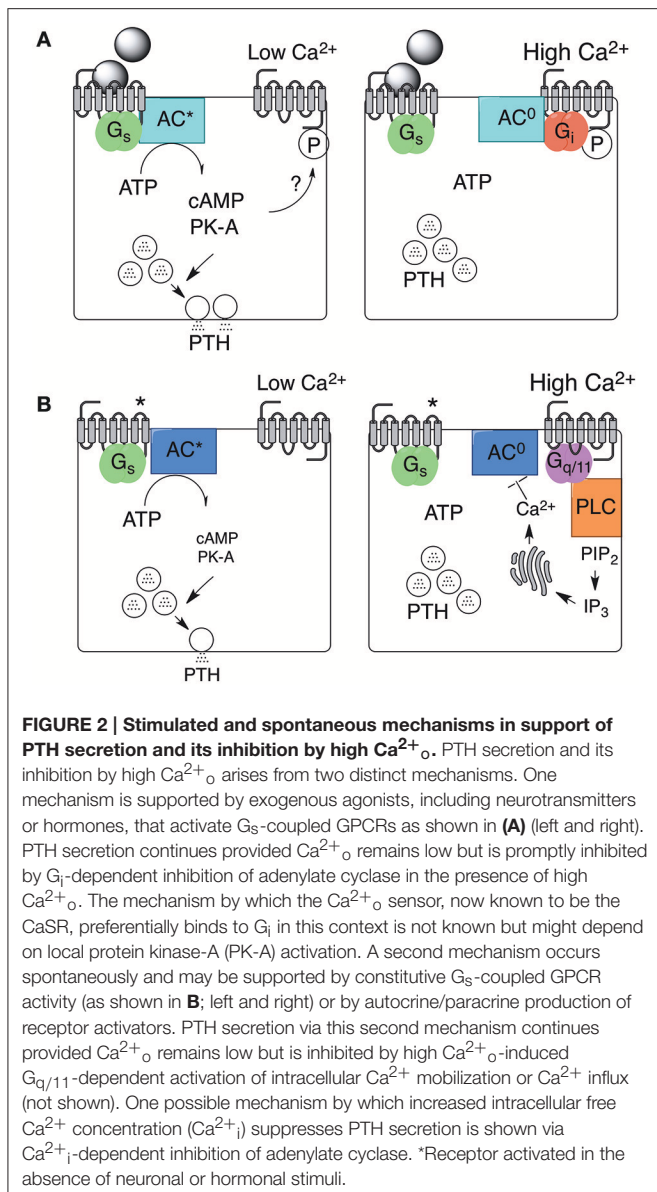 A
Low Ca²⁺
High Ca²⁺
Gₛ
AC*
P
Gₛ
AC⁰
Gᵢ
P
ATP
?
cAMP
PK-A
ATP
PTH
PTH
B
*
Low Ca²⁺
*
High Ca²⁺
Gₛ
AC*
Gₛ
AC⁰
G_q/11
ATP
cAMP
PK-A
ATP
Ca²⁺
PLC
PIP₂
IP₃
PTH
PTH
FIGURE 2 | Stimulated and spontaneous mechanisms in support of
PTH secretion and its inhibition by high Ca²⁺ₒ. PTH secretion and its
inhibition by high Ca²⁺ₒ arises from two distinct mechanisms. One
mechanism is supported by exogenous agonists, including neurotransmitters
or hormones, that activate Gₛ-coupled GPCRs as shown in (A) (left and right).
PTH secretion continues provided Ca²⁺ₒ remains low but is promptly inhibited
by Gᵢ-dependent inhibition of adenylate cyclase in the presence of high
Ca²⁺ₒ. The mechanism by which the Ca²⁺ₒ sensor, now known to be the
CaSR, preferentially binds to Gᵢ in this context is not known but might depend
on local protein kinase-A (PK-A) activation. A second mechanism occurs
spontaneously and may be supported by constitutive Gₛ-coupled GPCR
activity (as shown in B; left and right) or by autocrine/paracrine production of
receptor activators. PTH secretion via this second mechanism continues
provided Ca²⁺ₒ remains low but is inhibited by high Ca²⁺ₒ-induced
G_q/11-dependent activation of intracellular Ca²⁺ mobilization or Ca²⁺ influx
(not shown). One possible mechanism by which increased intracellular free
Ca²⁺ concentration (Ca²⁺ᵢ) suppresses PTH secretion is shown via
Ca²⁺ᵢ-dependent inhibition of adenylate cyclase. *Receptor activated in the
absence of neuronal or hormonal stimuli.